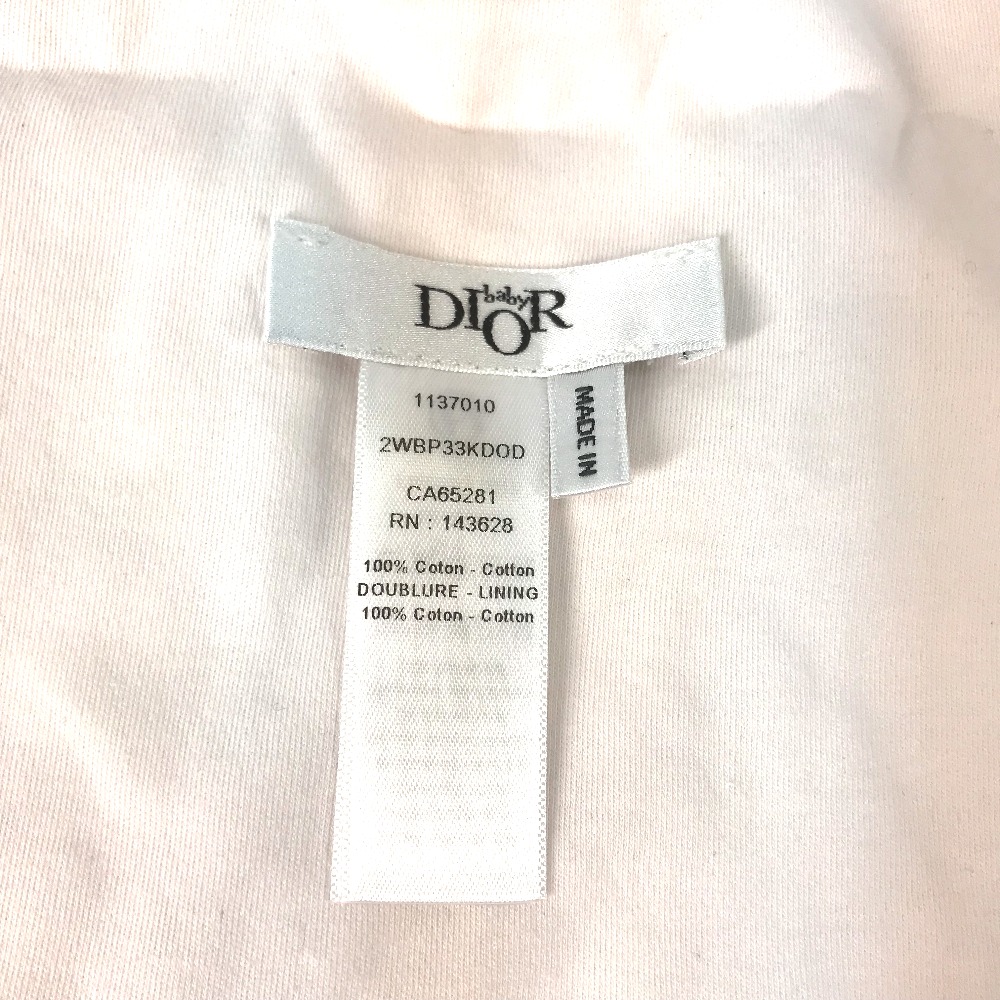 baby
DIOR
1137010
2WBP33KDOD
CA65281
RN : 143628
100% Coton - Cotton
DOUBLURE - LINING
100% Coton - Cotton
MADE IN